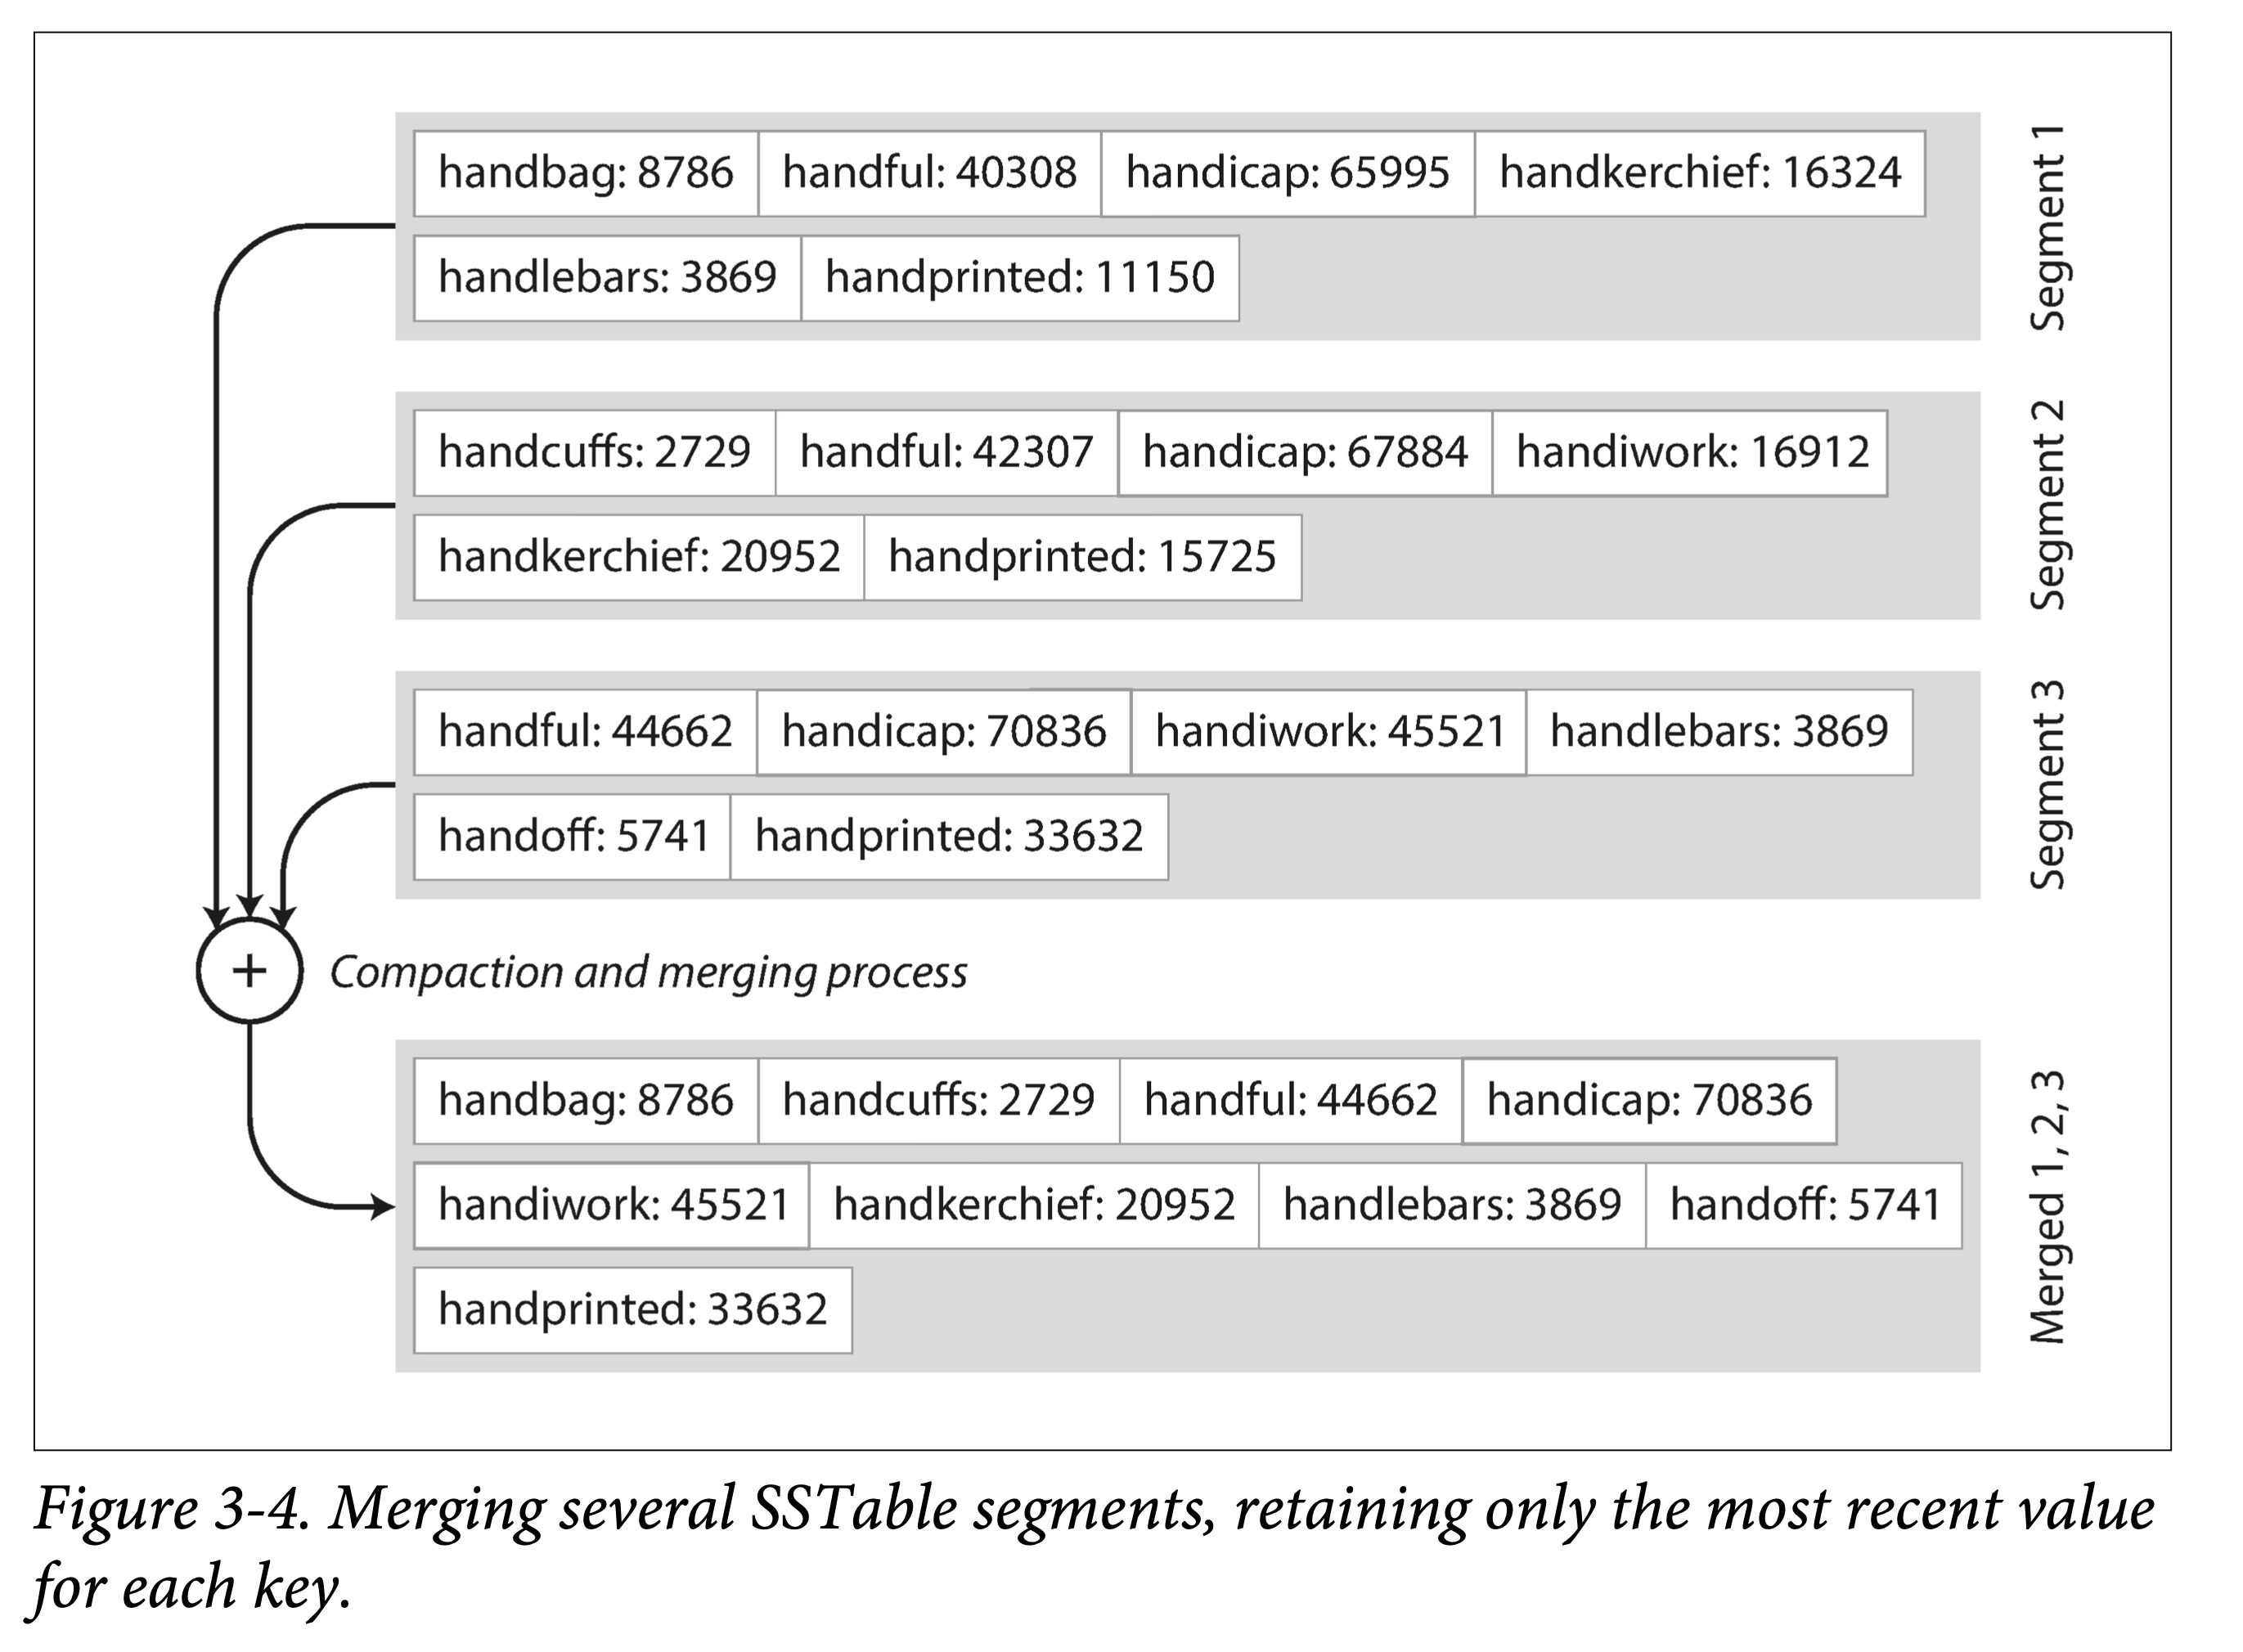 handbag: 8786 handful: 40308 handicap: 65995 handkerchief: 16324
handlebars: 3869 handprinted: 11150
Segment 1
handcuffs: 2729 handful: 42307 handicap: 67884 handiwork: 16912
handkerchief: 20952 handprinted: 15725
Segment 2
handful: 44662 handicap: 70836 handiwork: 45521 handlebars: 3869
handoff: 5741 handprinted: 33632
Segment 3
+ Compaction and merging process
handbag: 8786 handcuffs: 2729 handful: 44662 handicap: 70836
handiwork: 45521 handkerchief: 20952 handlebars: 3869 handoff: 5741
handprinted: 33632
Merged 1, 2, 3
Figure 3-4. Merging several SSTable segments, retaining only the most recent value
for each key.